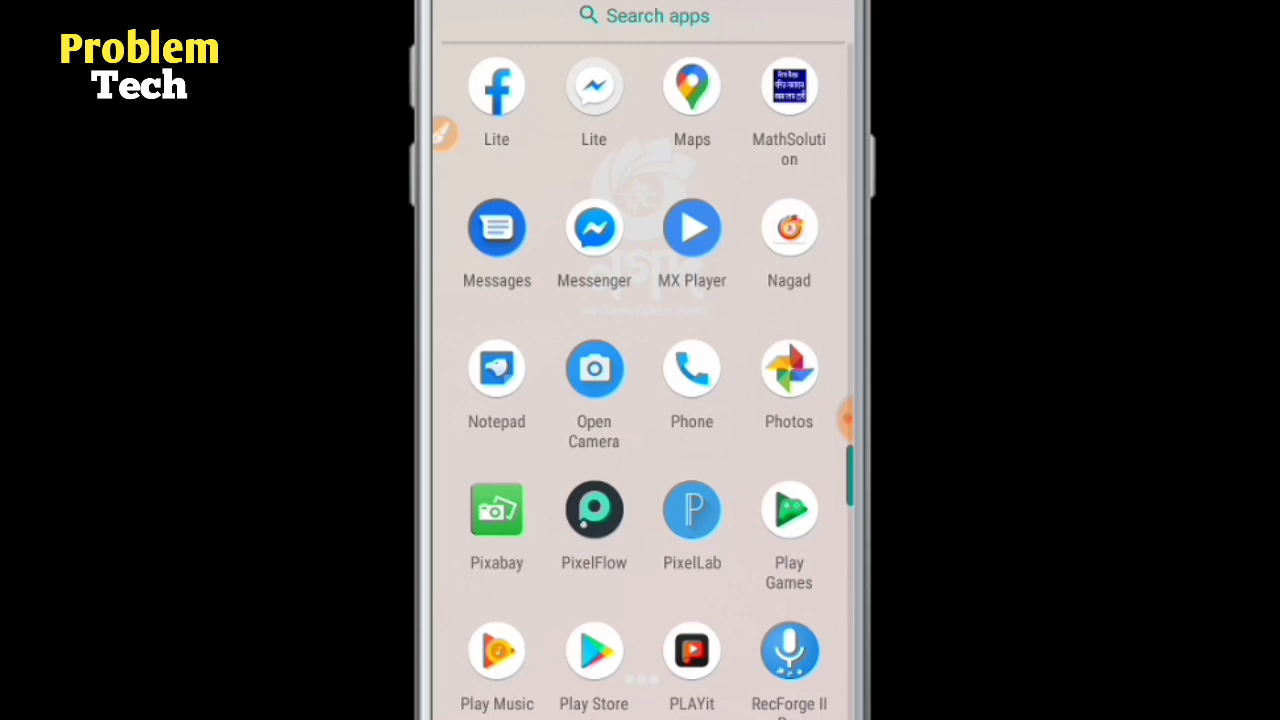 Problem
Tech
Search apps
Lite
Lite
Maps
MathSoluti
on
Messages
Messenger
MX Player
Nagad
Notepad
Open
Camera
Phone
Photos
Pixabay
PixelFlow
PixelLab
Play
Games
Play Music
Play Store
PLAYit
RecForge II